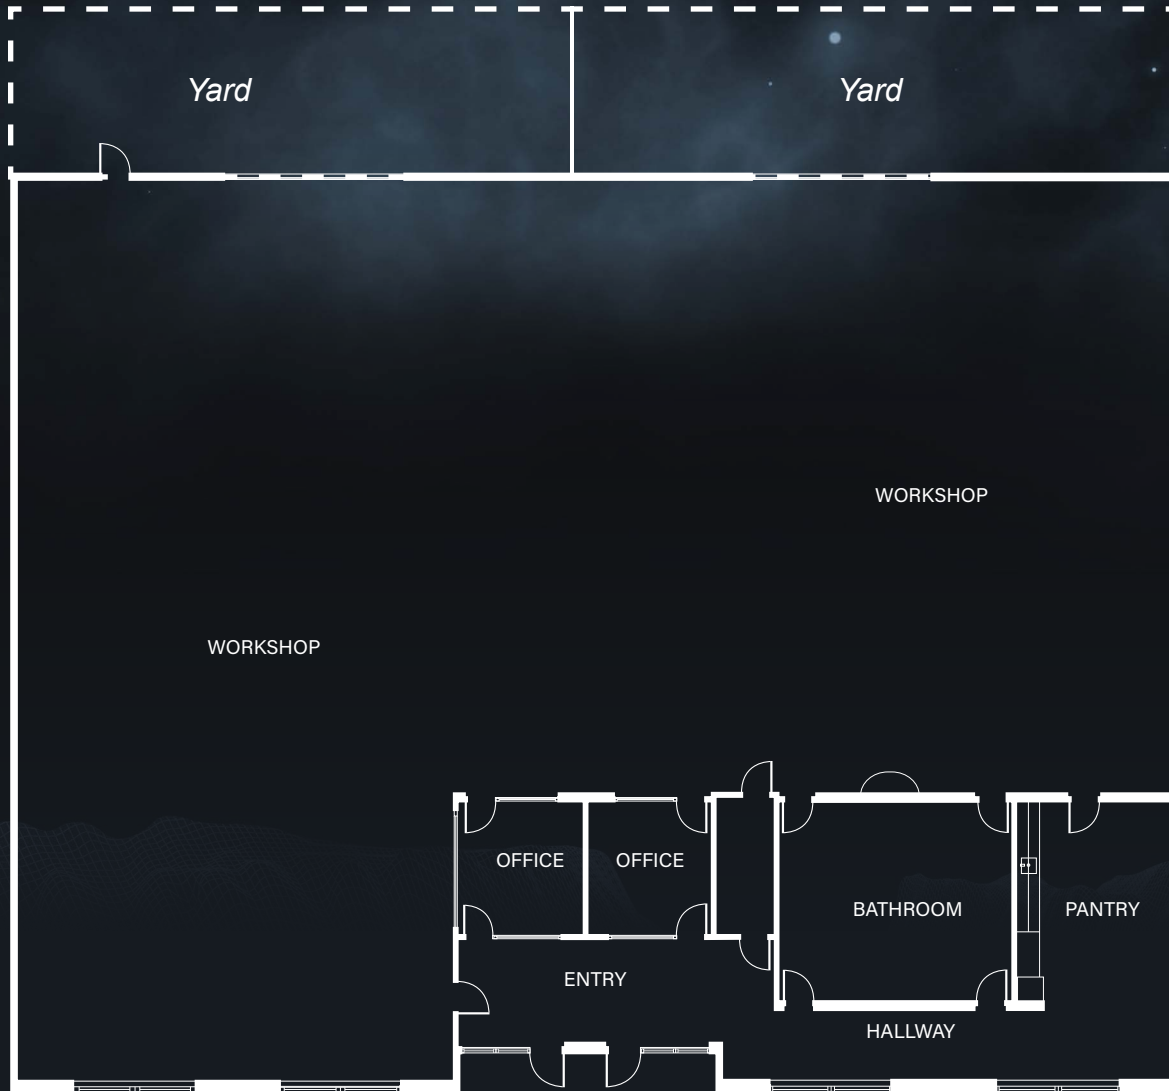 Yard
Yard
WORKSHOP
WORKSHOP
OFFICE
OFFICE
BATHROOM
PANTRY
ENTRY
HALLWAY